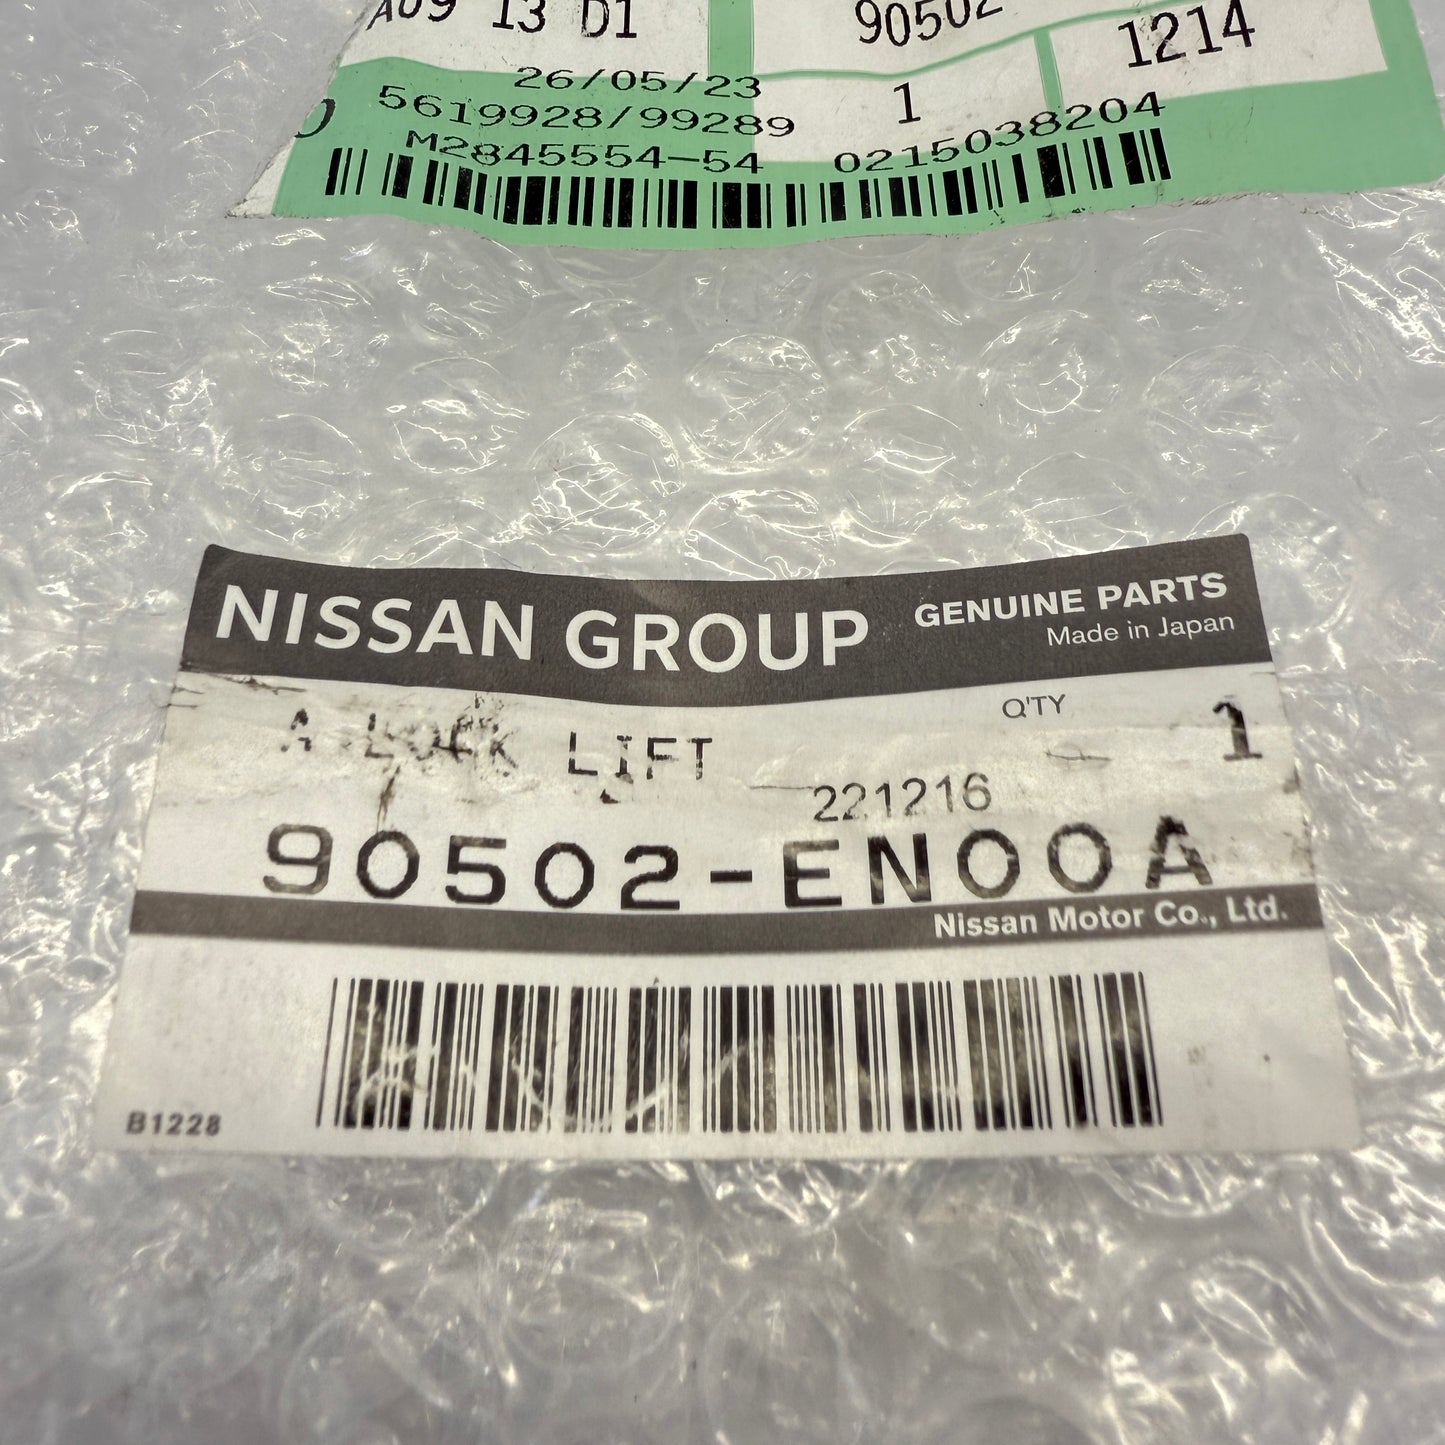 A09 13 D1
90502
1214
26/05/23
1
5619928/99289
M2845554-54
0215038204
NISSAN GROUP
GENUINE PARTS
Made in Japan
Q'TY
1
A LOCK LIFT
221216
90502-EN00A
Nissan Motor Co., Ltd.
B1228